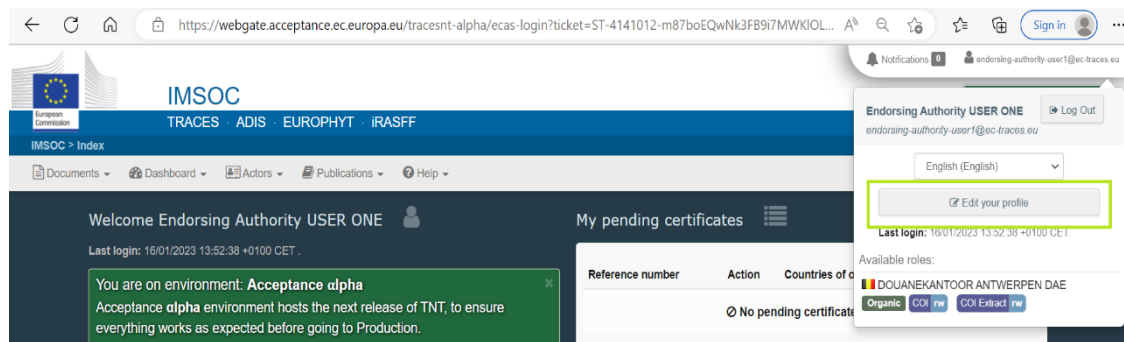 https://webgate.acceptance.ec.europa.eu/tracesnt-alpha/ecas-login?ticket=ST-4141012-m87boEQwNk3FB9i7MWKlOL...
Sign in
Notifications 0 endorsing-authority-user1@ec-traces.eu
European
Commission
IMSOC
TRACES · ADIS · EUROPHYT · iRASFF
IMSOC > Index
Documents Dashboard Actors Publications Help
Endorsing Authority USER ONE Log Out
endorsing-authority-user1@ec-traces.eu
English (English)
Edit your profile
Last login: 16/01/2023 13:52:38 +0100 CET.
Available roles:
DOUANEKANTOOR ANTWERPEN DAE
Organic COI rw COI Extract rw
Welcome Endorsing Authority USER ONE
Last login: 16/01/2023 13:52:38 +0100 CET .
You are on environment: Acceptance αlpha
Acceptance αlpha environment hosts the next release of TNT, to ensure
everything works as expected before going to Production.
My pending certificates
Reference number Action Countries of o
No pending certificate